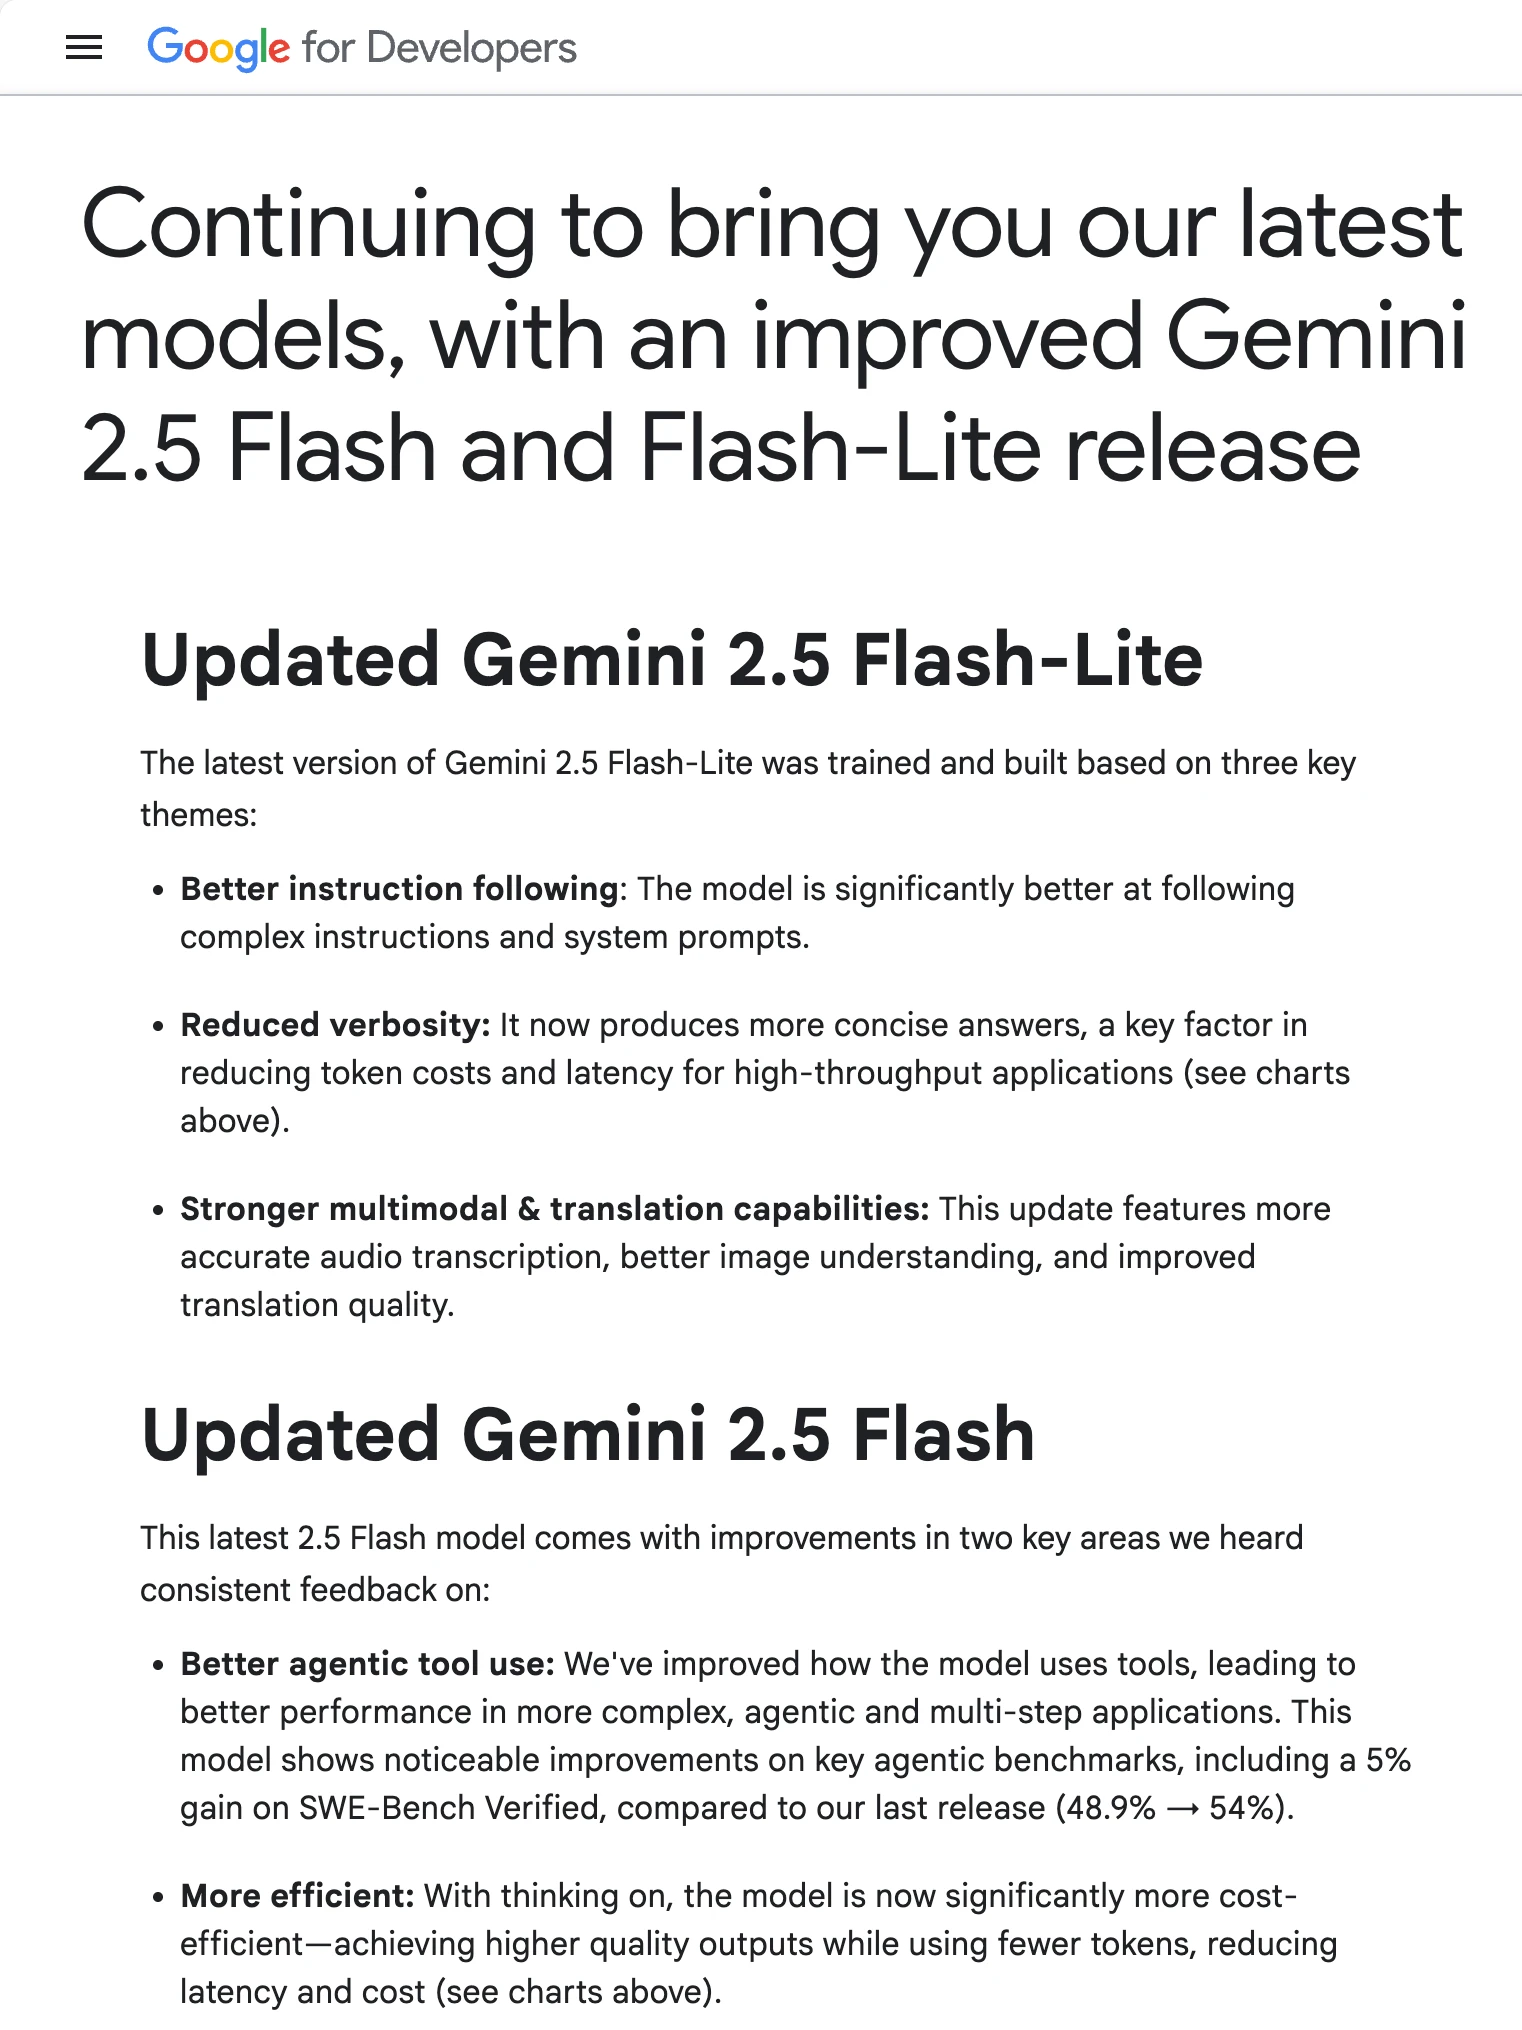 Google for Developers
Continuing to bring you our latest
models, with an improved Gemini
2.5 Flash and Flash-Lite release
Updated Gemini 2.5 Flash-Lite
The latest version of Gemini 2.5 Flash-Lite was trained and built based on three key
themes:
• Better instruction following: The model is significantly better at following
complex instructions and system prompts.
• Reduced verbosity: It now produces more concise answers, a key factor in
reducing token costs and latency for high-throughput applications (see charts
above).
• Stronger multimodal & translation capabilities: This update features more
accurate audio transcription, better image understanding, and improved
translation quality.
Updated Gemini 2.5 Flash
This latest 2.5 Flash model comes with improvements in two key areas we heard
consistent feedback on:
• Better agentic tool use: We've improved how the model uses tools, leading to
better performance in more complex, agentic and multi-step applications. This
model shows noticeable improvements on key agentic benchmarks, including a 5%
gain on SWE-Bench Verified, compared to our last release (48.9% → 54%).
• More efficient: With thinking on, the model is now significantly more cost-
efficient—achieving higher quality outputs while using fewer tokens, reducing
latency and cost (see charts above).